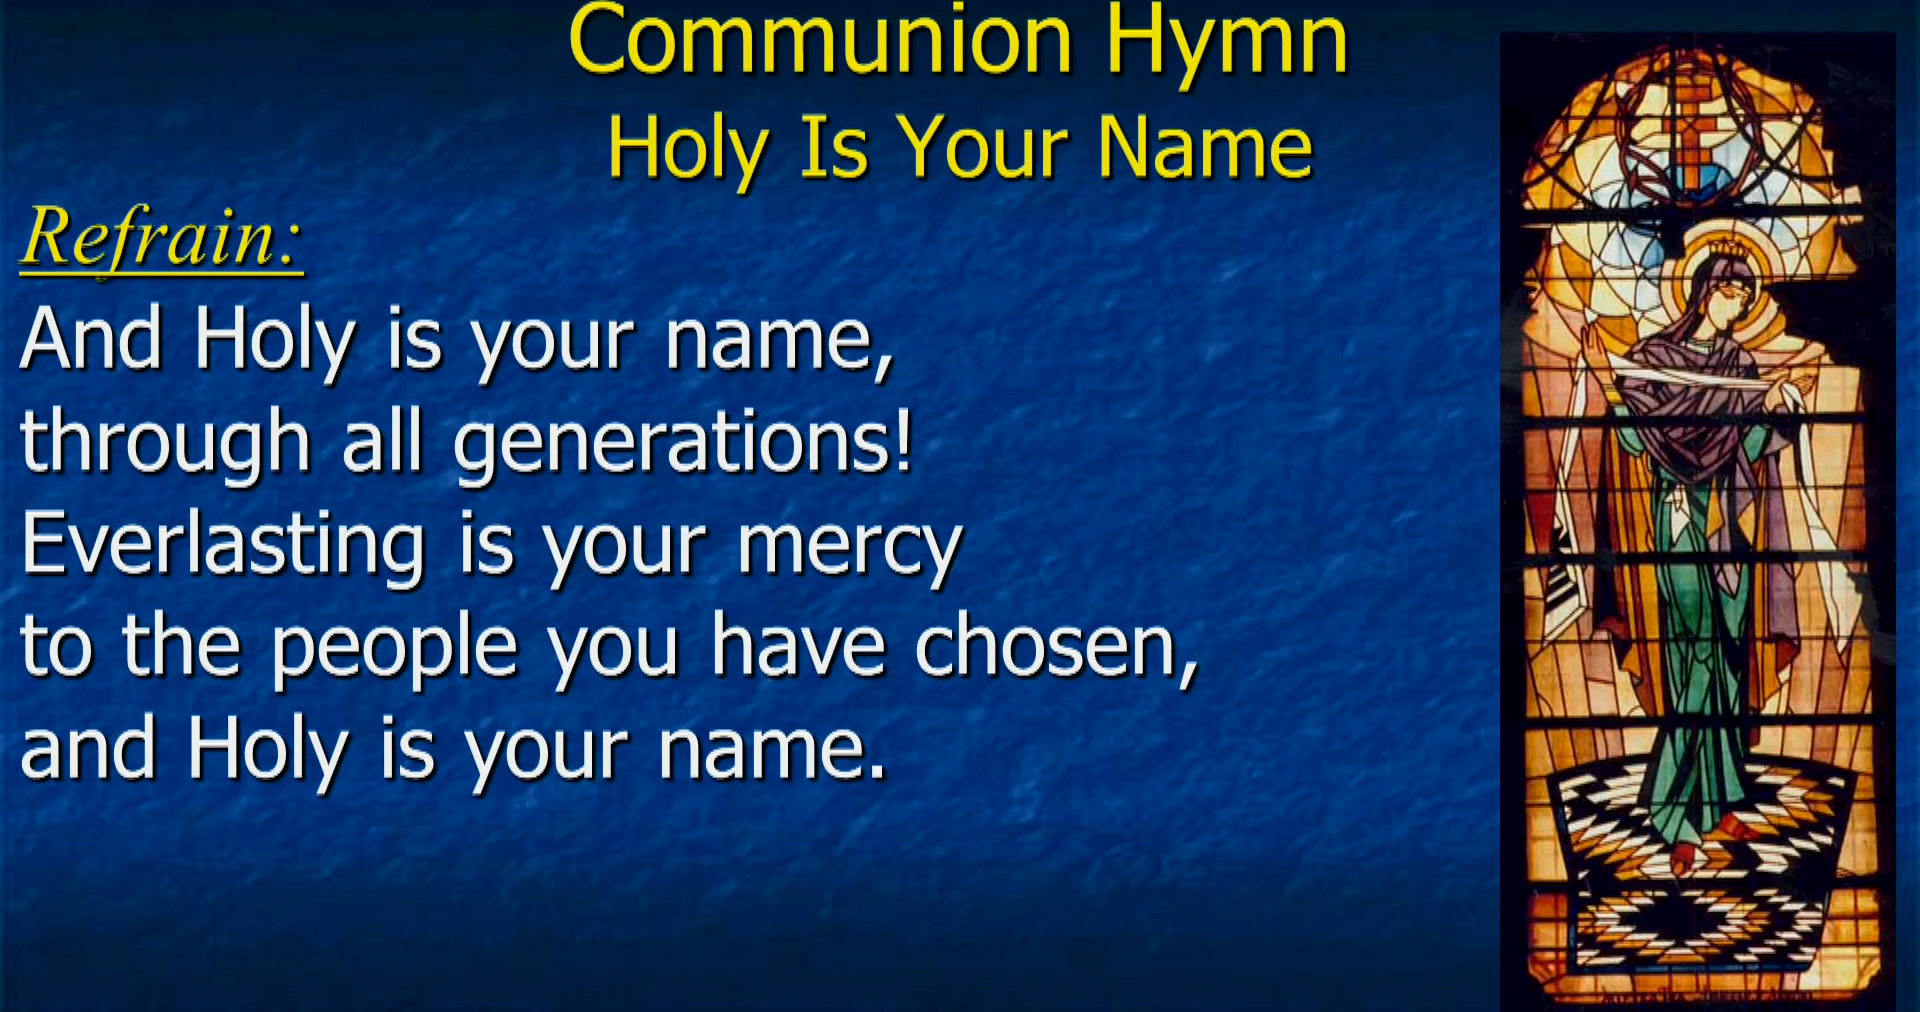 Communion Hymn
Holy Is Your Name
Refrain:
And Holy is your name,
through all generations!
Everlasting is your mercy
to the people you have chosen,
and Holy is your name.